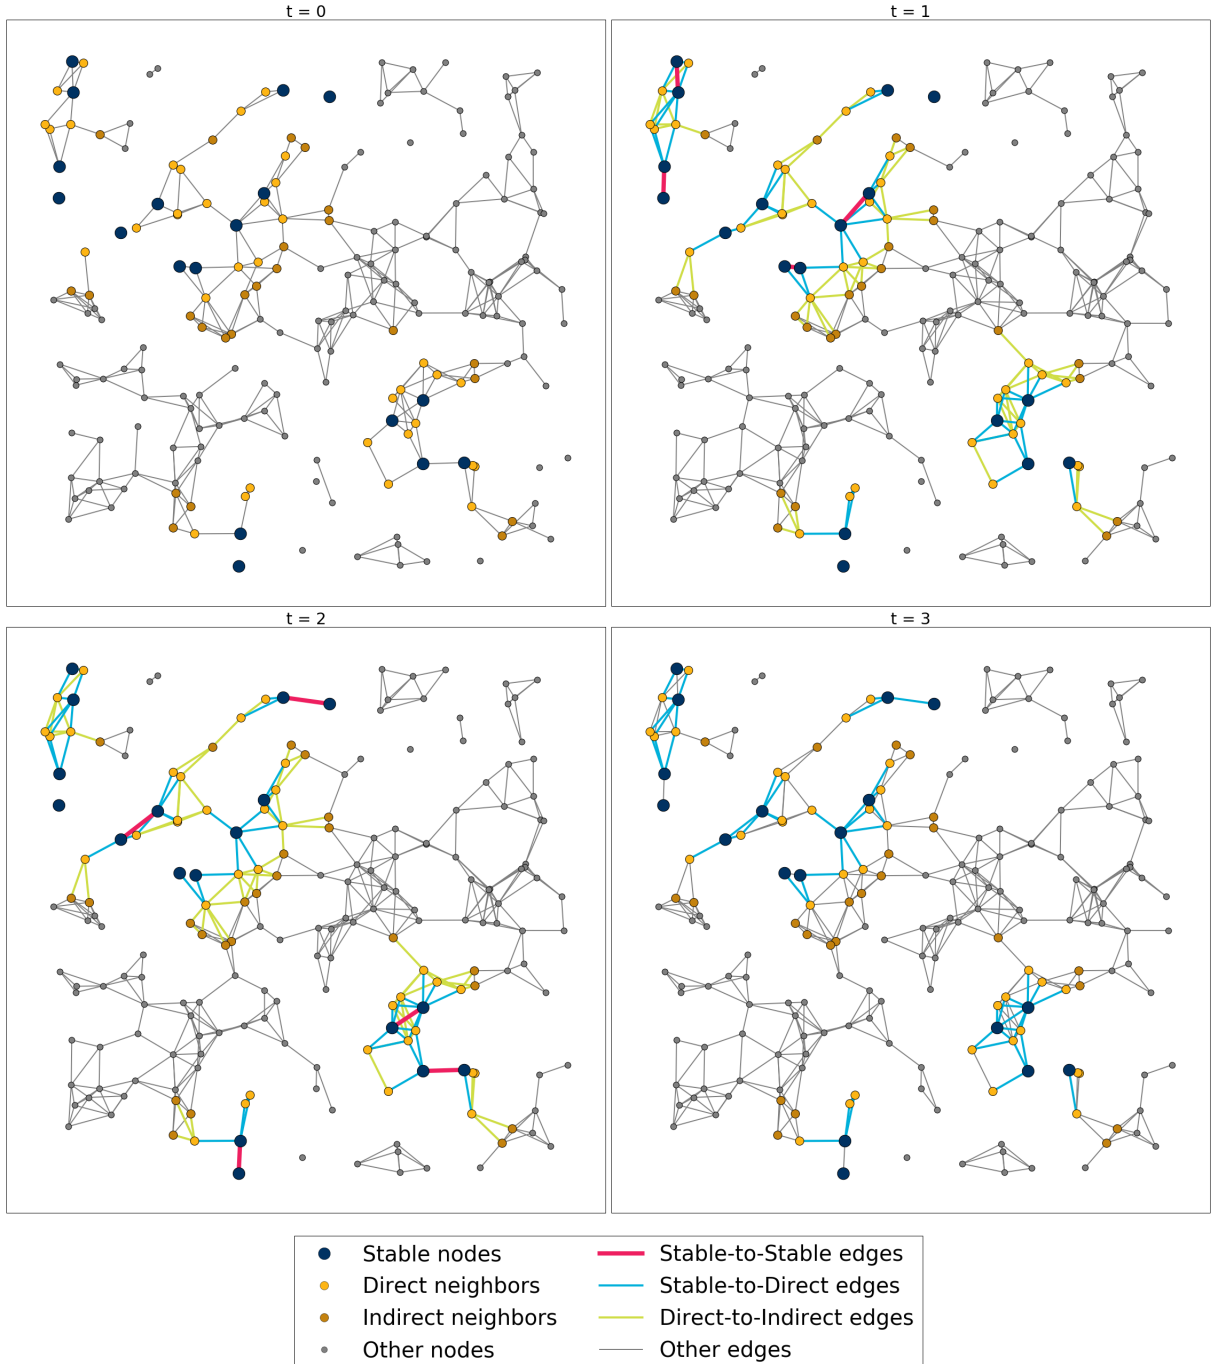 t = 0
t = 1
t = 2
t = 3
Stable nodes
Direct neighbors
Indirect neighbors
Other nodes
Stable-to-Stable edges
Stable-to-Direct edges
Direct-to-Indirect edges
Other edges